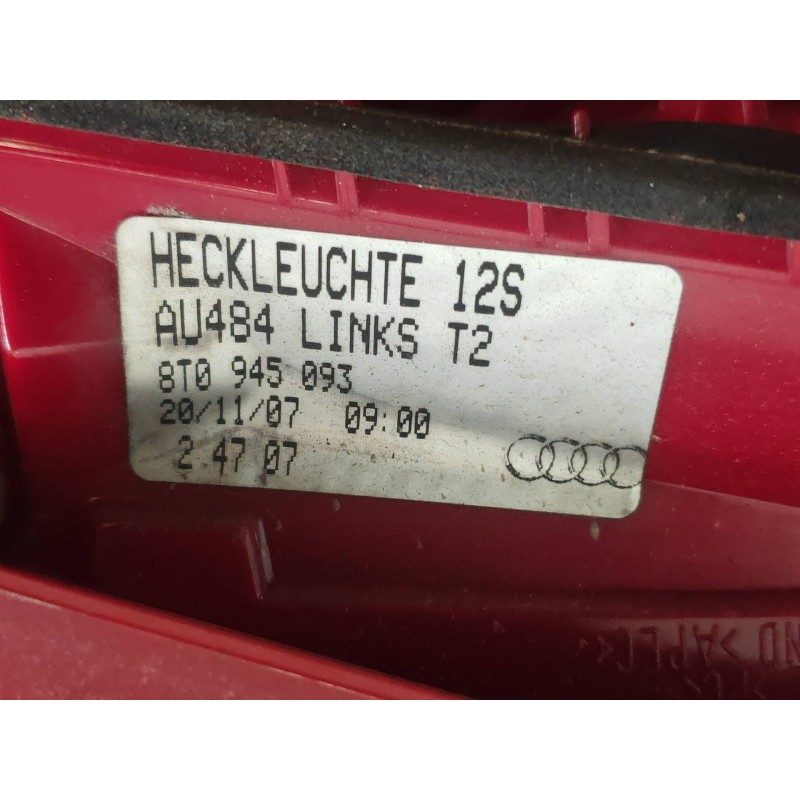 HECKLEUCHTE 12S
AU484 LINKS T2
8T0 945 093
20/11/07 09:00
2 47 07